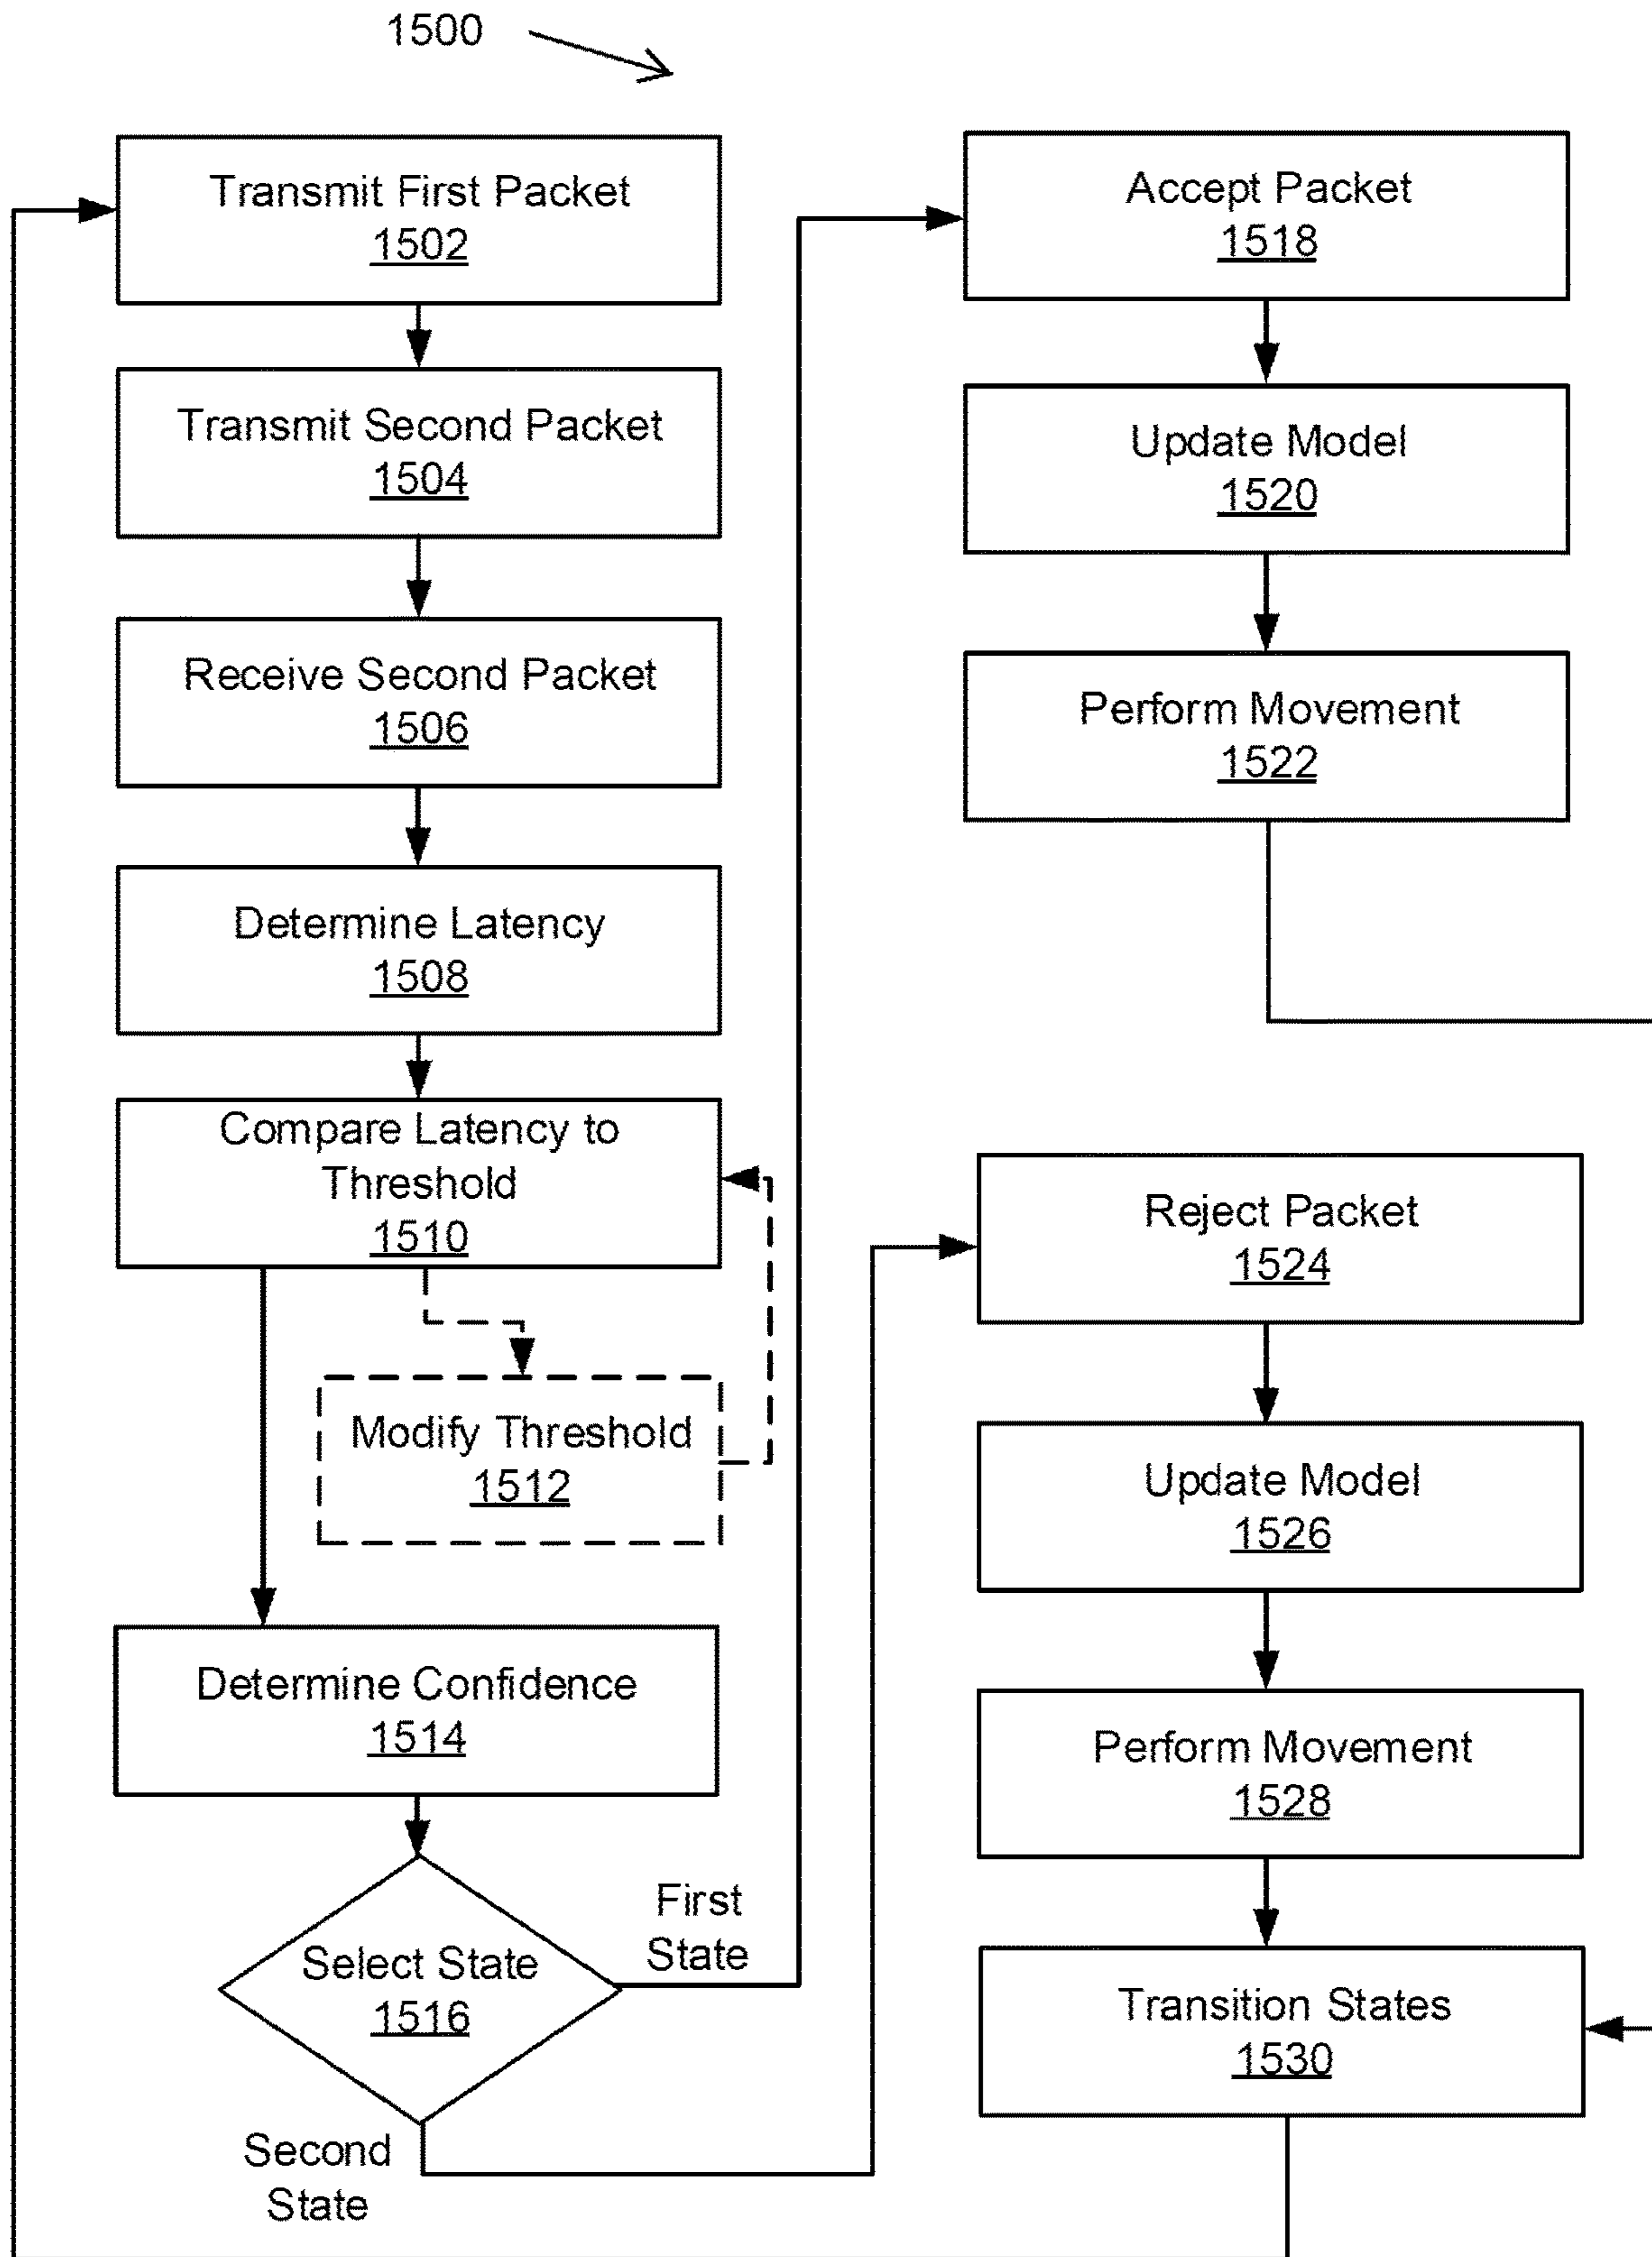 1500
Transmit First Packet
1502
Transmit Second Packet
1504
Receive Second Packet
1506
Determine Latency
1508
Compare Latency to
Threshold
1510
Modify Threshold
1512
Determine Confidence
1514
Select State
1516
First
State
Second
State
Accept Packet
1518
Update Model
1520
Perform Movement
1522
Reject Packet
1524
Update Model
1526
Perform Movement
1528
Transition States
1530